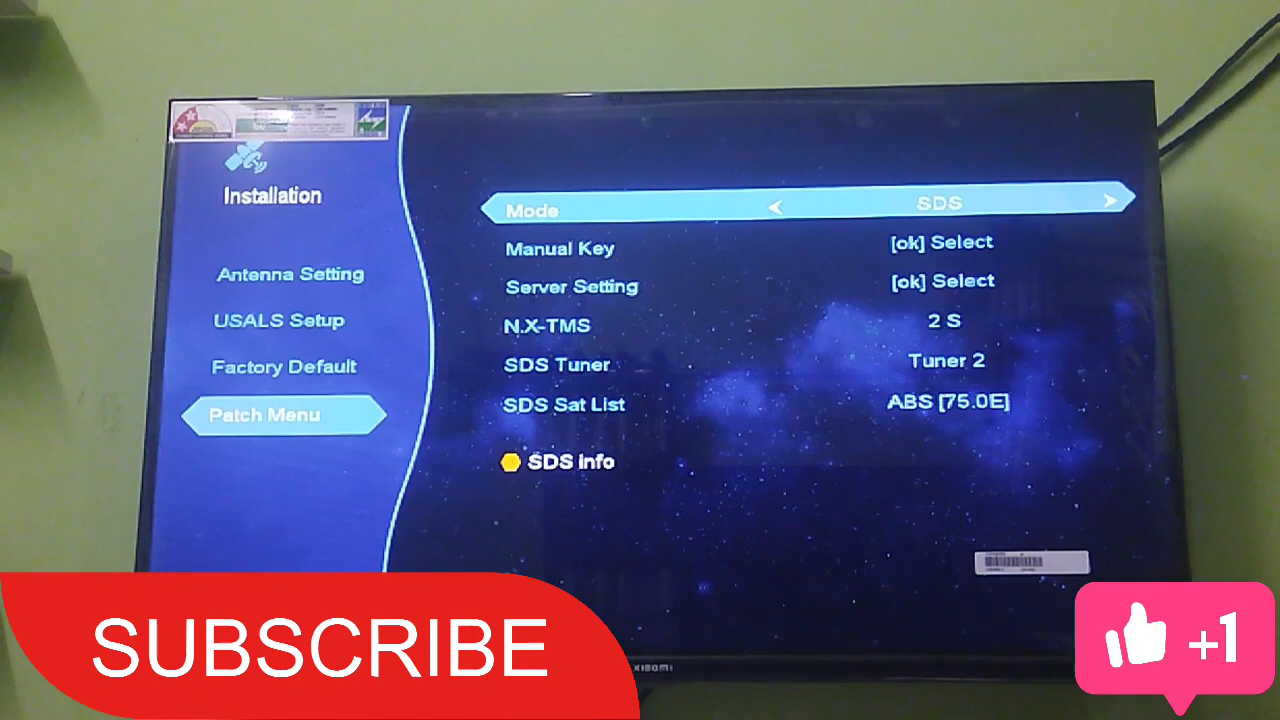 Installation
Antenna Setting
USALS Setup
Factory Default
Patch Menu
Mode SDS
Manual Key [ok] Select
Server Setting [ok] Select
N.X-TMS 2 S
SDS Tuner Tuner 2
SDS Sat List ABS [75.0E]
SDS Info
xiaomi
SUBSCRIBE
+1